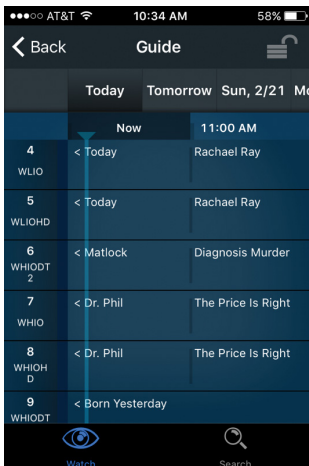 AT&T 10:34 AM 58%
Back Guide
Today Tomorrow Sun, 2/21 Mo
Now 11:00 AM
4
WLIO
< Today Rachael Ray
5
WLIOHD
< Today Rachael Ray
6
WHIODT
2
< Matlock Diagnosis Murder
7
WHIO
< Dr. Phil The Price Is Right
8
WHIOH
D
< Dr. Phil The Price Is Right
9
WHIODT
< Born Yesterday
Watch Search